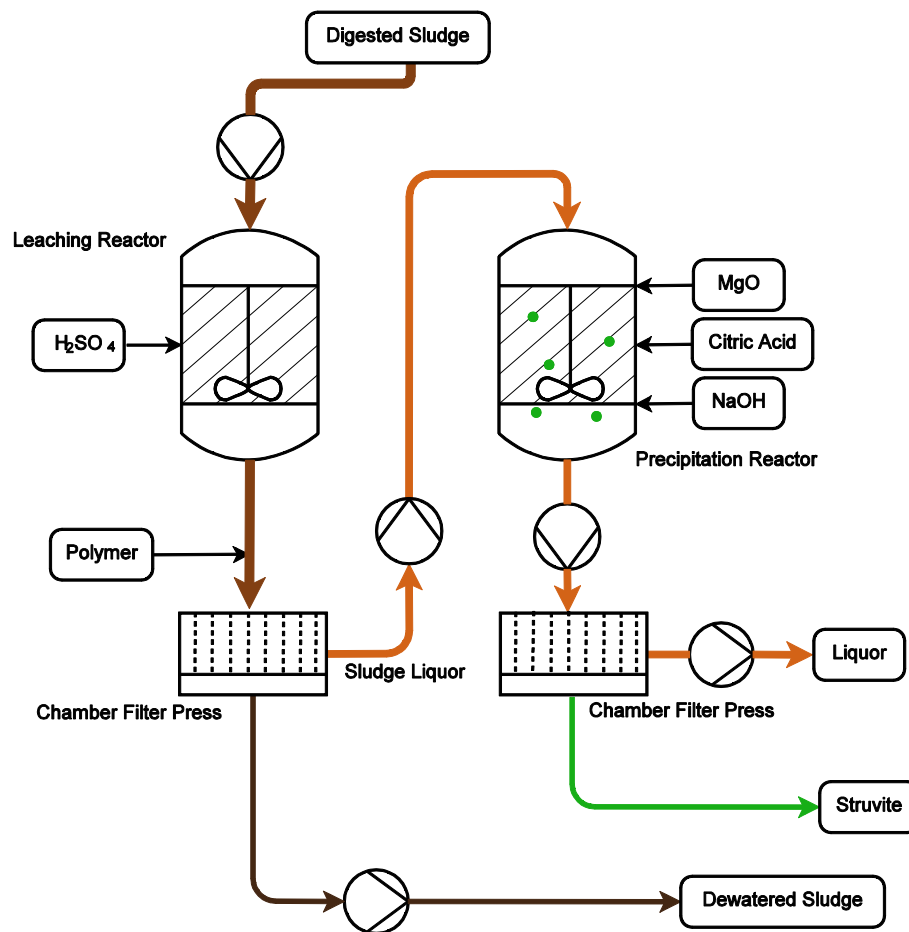 Digested Sludge
Leaching Reactor
H₂SO₄
MgO
Citric Acid
NaOH
Precipitation Reactor
Polymer
Sludge Liquor
Liquor
Chamber Filter Press
Chamber Filter Press
Struvite
Dewatered Sludge